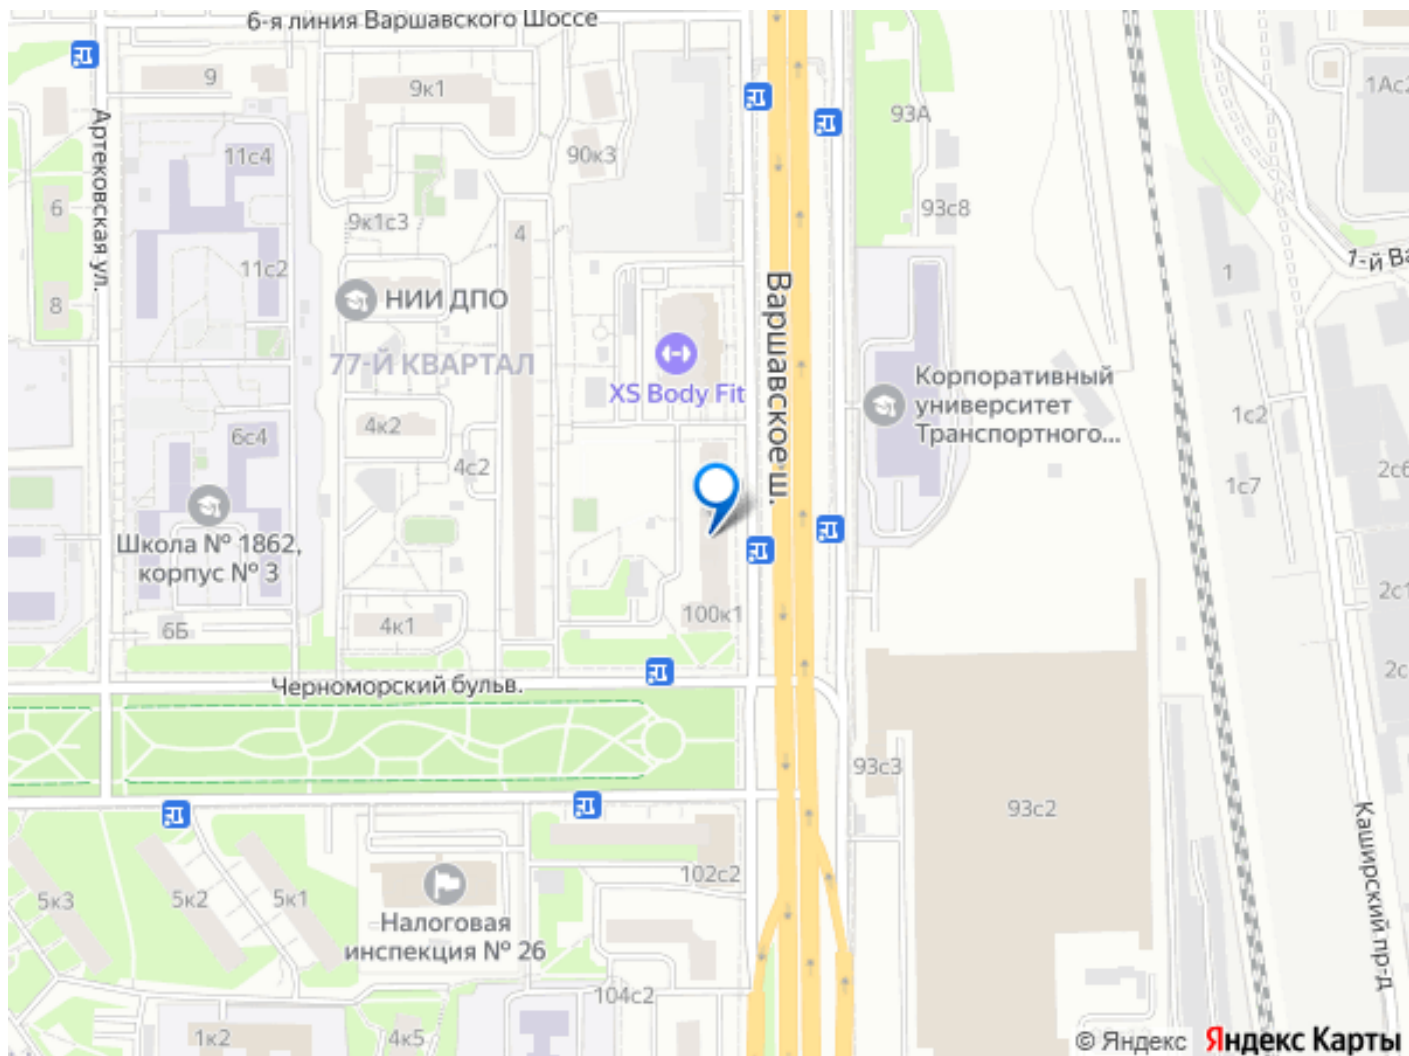 6-я линия Варшавского Шоссе
9
9к1
93А
1Ас2
Артековская ул.
11с4
90к3
6
9к1с3
4
93с8
11с2
1-й Ва
1
8
НИИ ДПО
Варшавское ш.
77-Й КВАРТАЛ
XS Body Fit
Корпоративный
университет
Транспортного...
4к2
6с4
4с2
1с2
2с6
1с7
Школа № 1862,
корпус № 3
2с1
100к1
6Б
4к1
2с
Черноморский бульв.
93с3
93с2
Каширский пр-д
102с2
5к3
5к2
5к1
Налоговая
инспекция № 26
104с2
1к2
4к5
© Яндекс Яндекс Карты